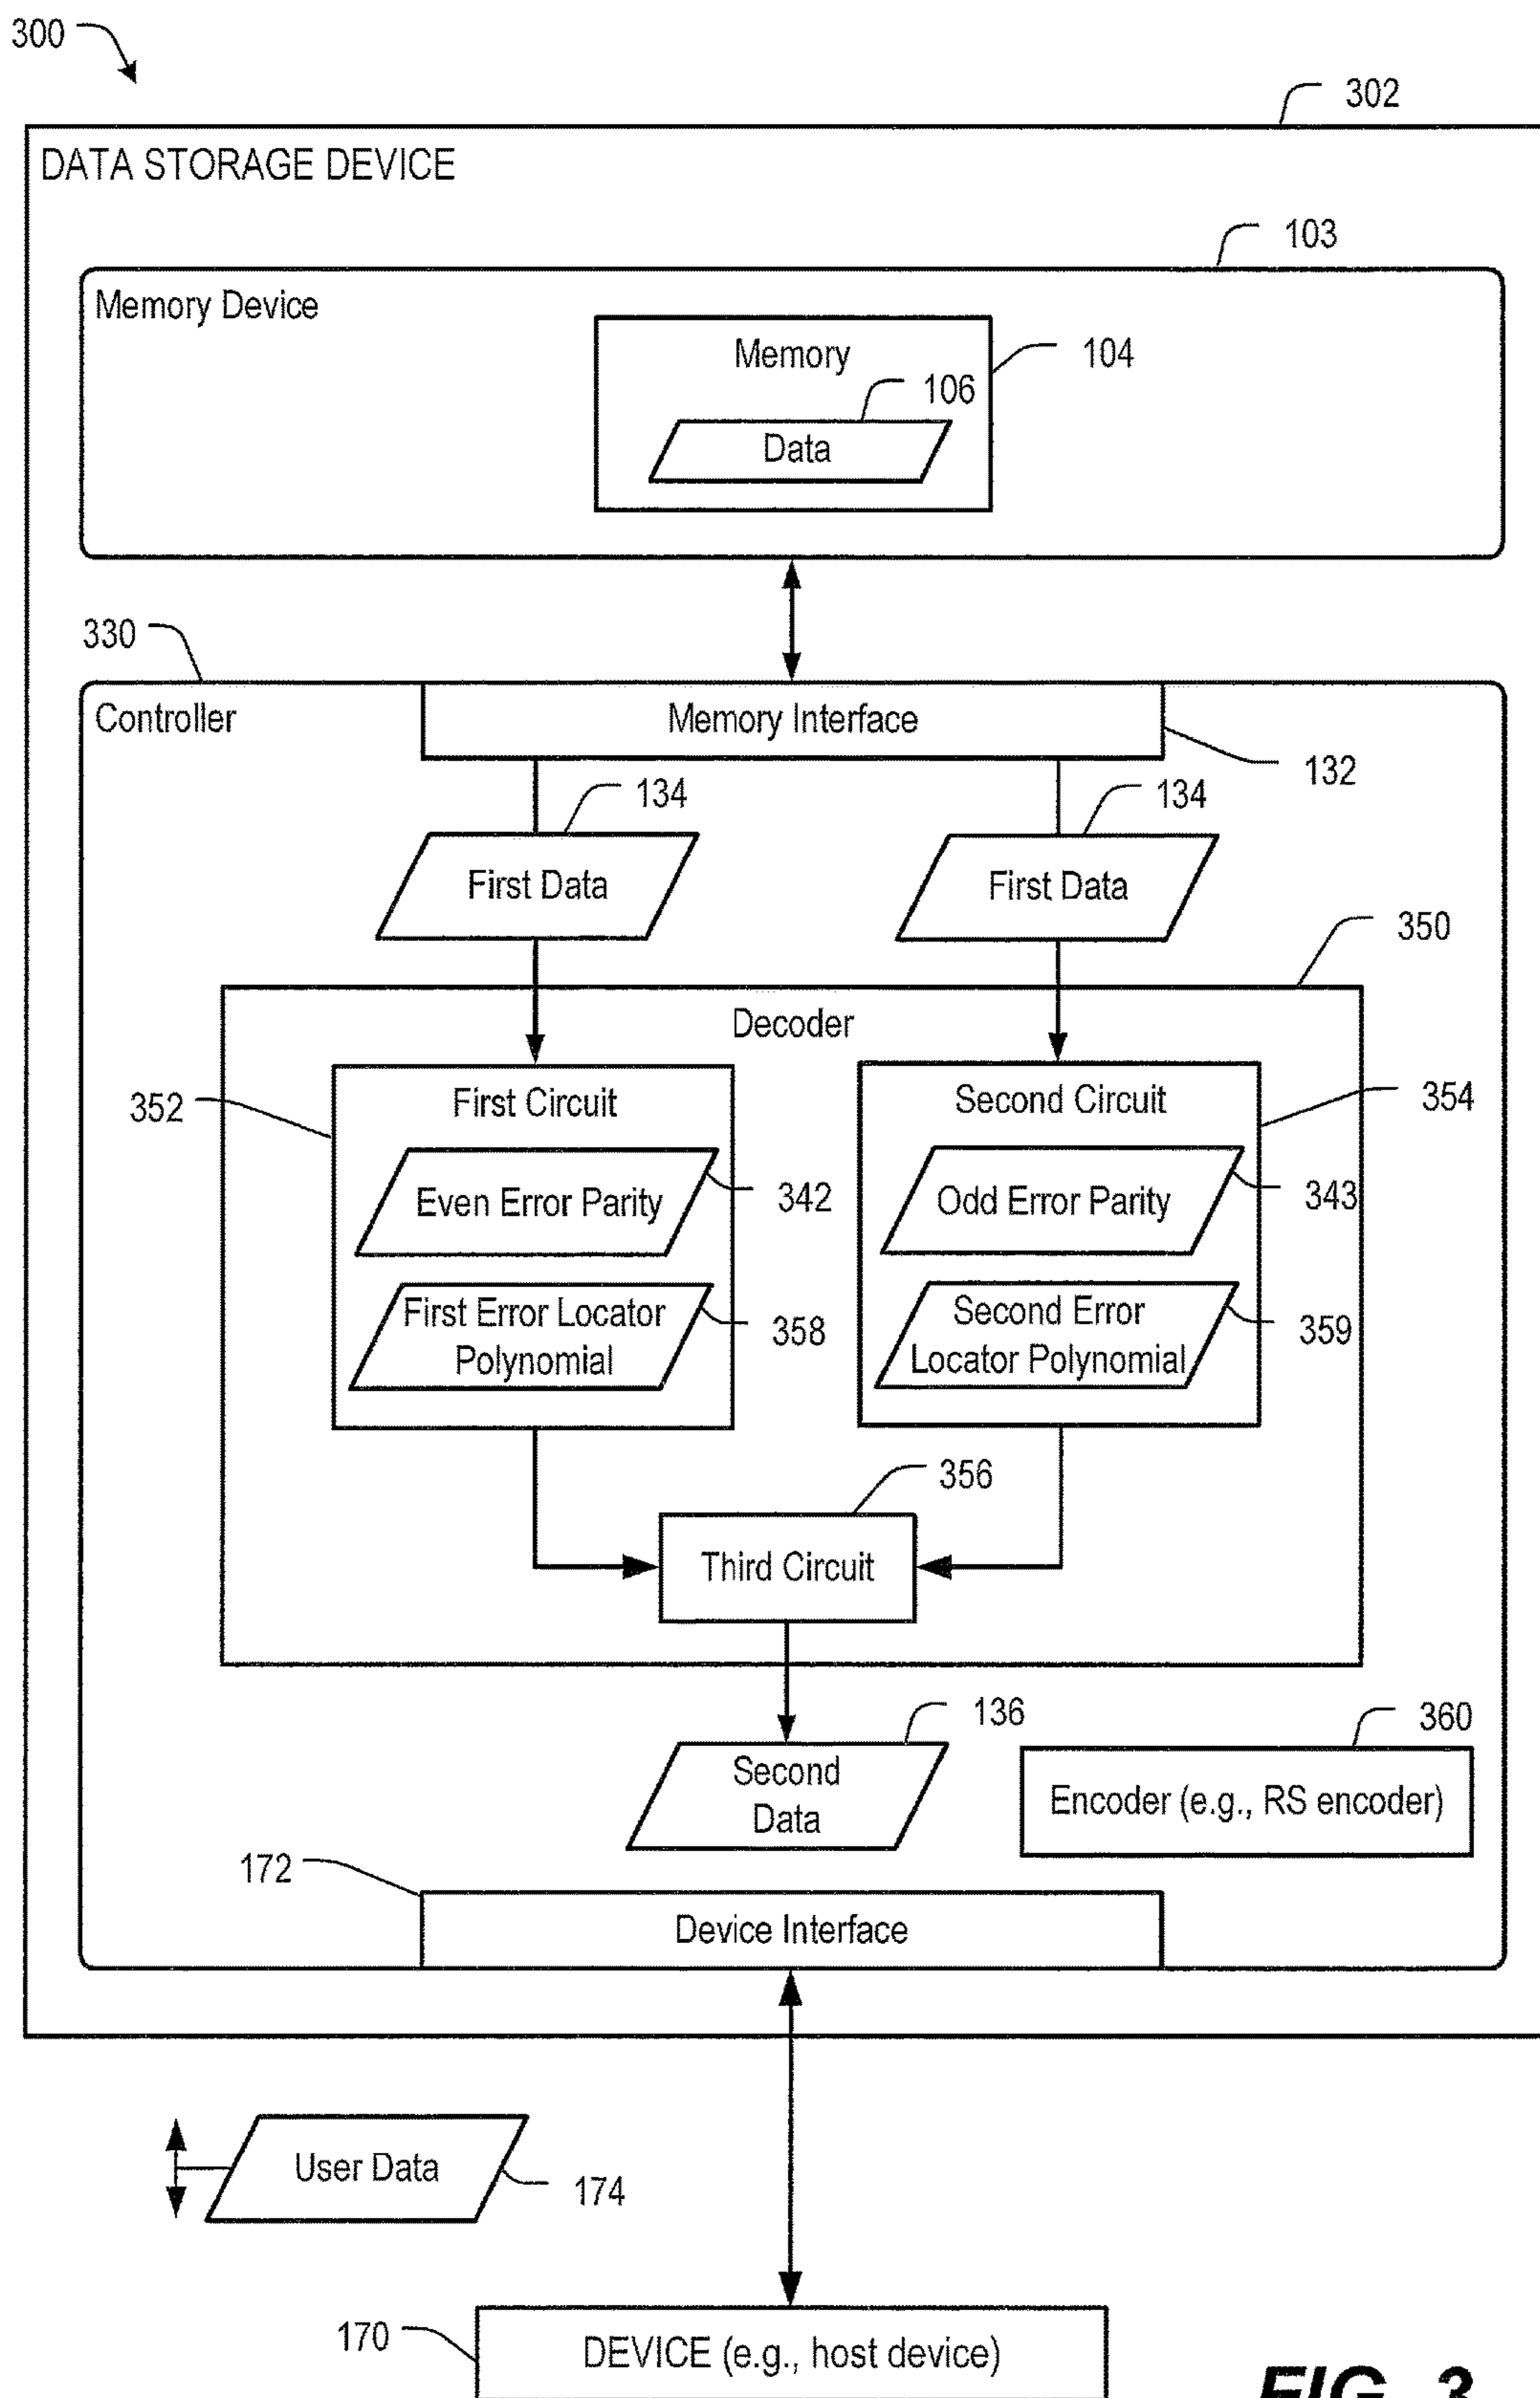 300
302
DATA STORAGE DEVICE
103
Memory Device
Memory
104
106
Data
330
Controller
Memory Interface
132
134
134
First Data
First Data
350
Decoder
352
First Circuit
Second Circuit
354
Even Error Parity
342
Odd Error Parity
343
First Error Locator
Polynomial
358
Second Error
Locator Polynomial
359
356
Third Circuit
136
360
Second
Data
Encoder (e.g., RS encoder)
172
Device Interface
User Data
174
170
DEVICE (e.g., host device)
FIG. 3